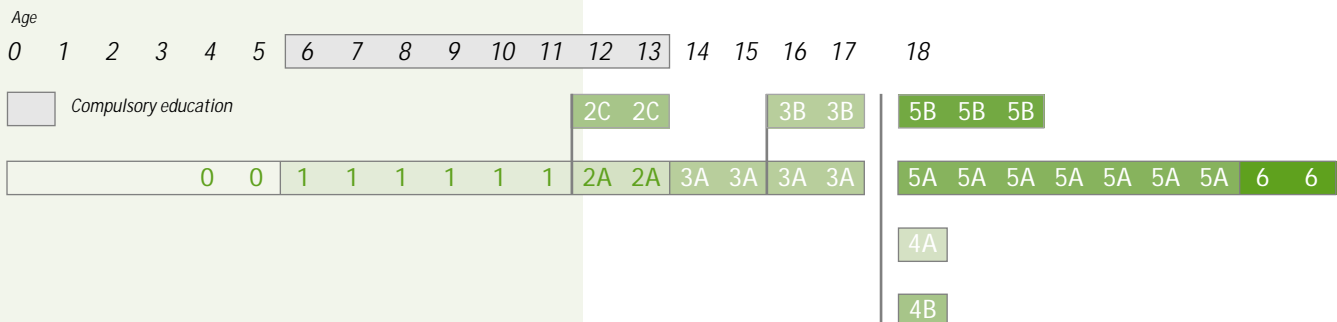 Age
0 1 2 3 4 5 6 7 8 9 10 11 12 13 14 15 16 17 18
Compulsory education 2C 2C 3B 3B 5B 5B 5B
0 0 1 1 1 1 1 1 2A 2A 3A 3A 3A 3A 5A 5A 5A 5A 5A 5A 5A 6 6
4A
4B